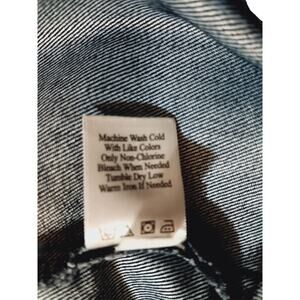 Machine Wash Cold
With Like Colors
Only Non-Chlorine
Bleach When Needed
Tumble Dry Low
Warm Iron If Needed